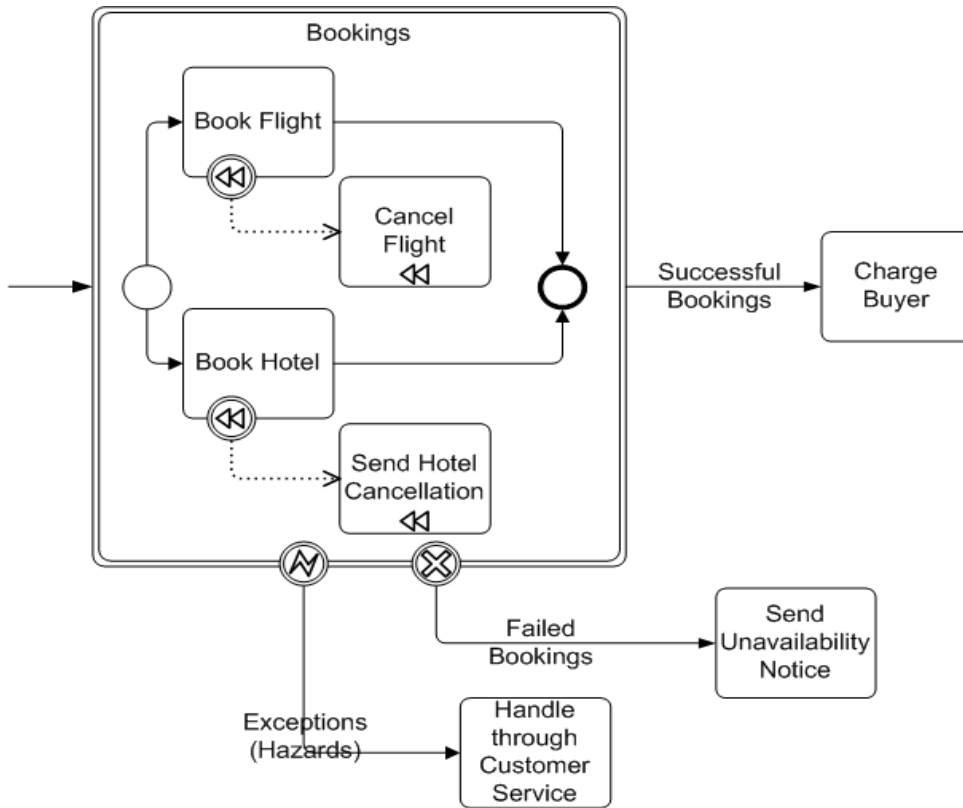 Bookings
Book Flight
Cancel
Flight
Book Hotel
Send Hotel
Cancellation
Successful
Bookings
Charge
Buyer
Failed
Bookings
Send
Unavailability
Notice
Exceptions
(Hazards)
Handle
through
Customer
Service